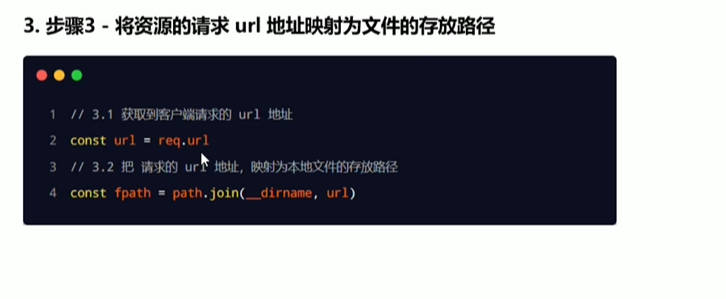 3. 步骤3 - 将资源的请求 url 地址映射为文件的存放路径
1 // 3.1 获取到客户端请求的 url 地址
2 const url = req.url
3 // 3.2 把 请求的 url 地址，映射为本地文件的存放路径
4 const fpath = path.join(__dirname, url)